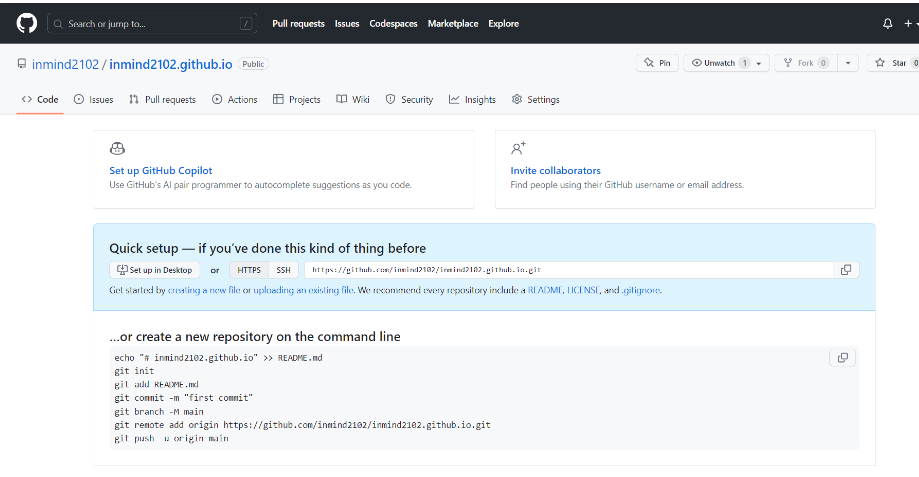 Search or jump to... / Pull requests Issues Codespaces Marketplace Explore
inmind2102 / inmind2102.github.io Public Pin Unwatch 1 Fork 0 Star 0
Code Issues Pull requests Actions Projects Wiki Security Insights Settings
Set up GitHub Copilot
Use GitHub's AI pair programmer to autocomplete suggestions as you code.
Invite collaborators
Find people using their GitHub username or email address.
Quick setup — if you've done this kind of thing before
Set up in Desktop or HTTPS SSH https://github.com/inmind2102/inmind2102.github.io.git
Get started by creating a new file or uploading an existing file. We recommend every repository include a README, LICENSE, and .gitignore.
...or create a new repository on the command line
echo "# inmind2102.github.io" >> README.md
git init
git add README.md
git commit -m "first commit"
git branch -M main
git remote add origin https://github.com/inmind2102/inmind2102.github.io.git
git push -u origin main